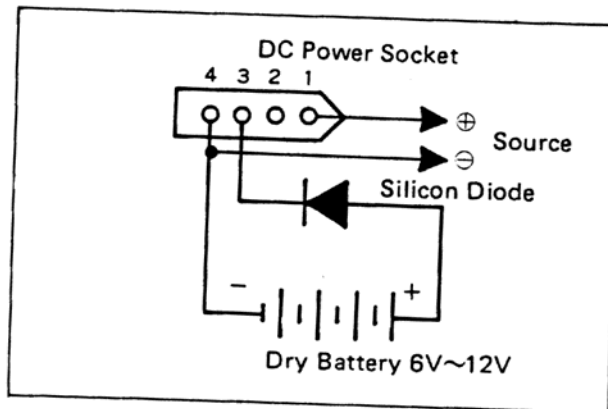 DC Power Socket
4 3 2 1
⊕
Source
⊖
Silicon Diode
− +
Dry Battery 6V~12V